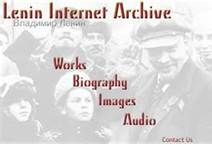 Lenin Internet Archive
Владимир Ленин
Works
Biography
Images
Audio
Contact Us